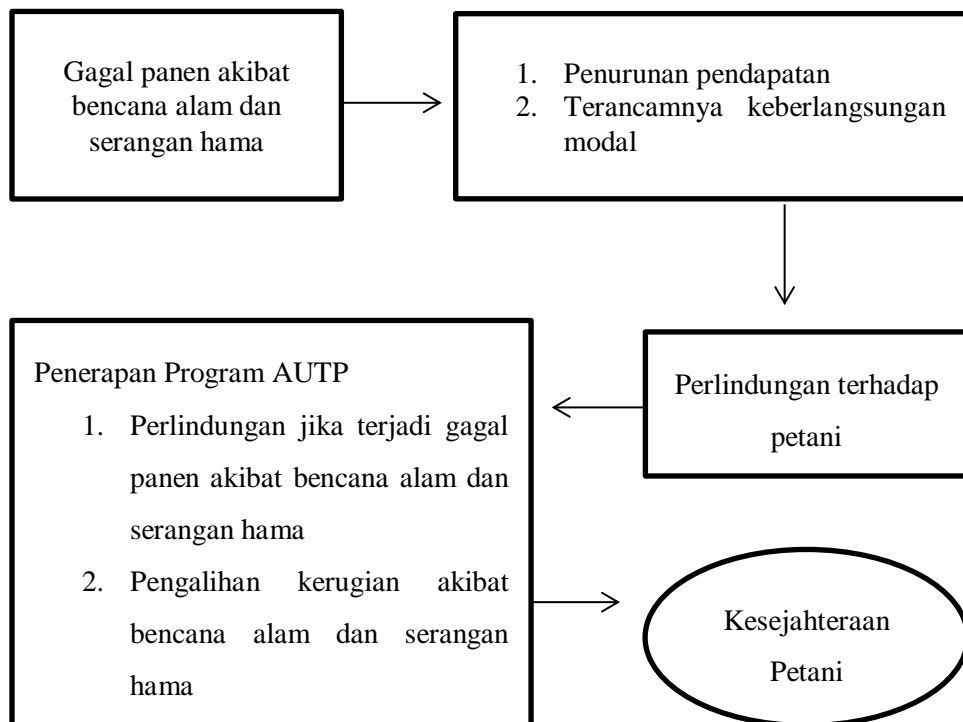 Gagal panen akibat
bencana alam dan
serangan hama
1. Penurunan pendapatan
2. Terancamnya keberlangsungan
modal
Perlindungan terhadap
petani
Penerapan Program AUTP
1. Perlindungan jika terjadi gagal
panen akibat bencana alam dan
serangan hama
2. Pengalihan kerugian akibat
bencana alam dan serangan
hama
Kesejahteraan
Petani